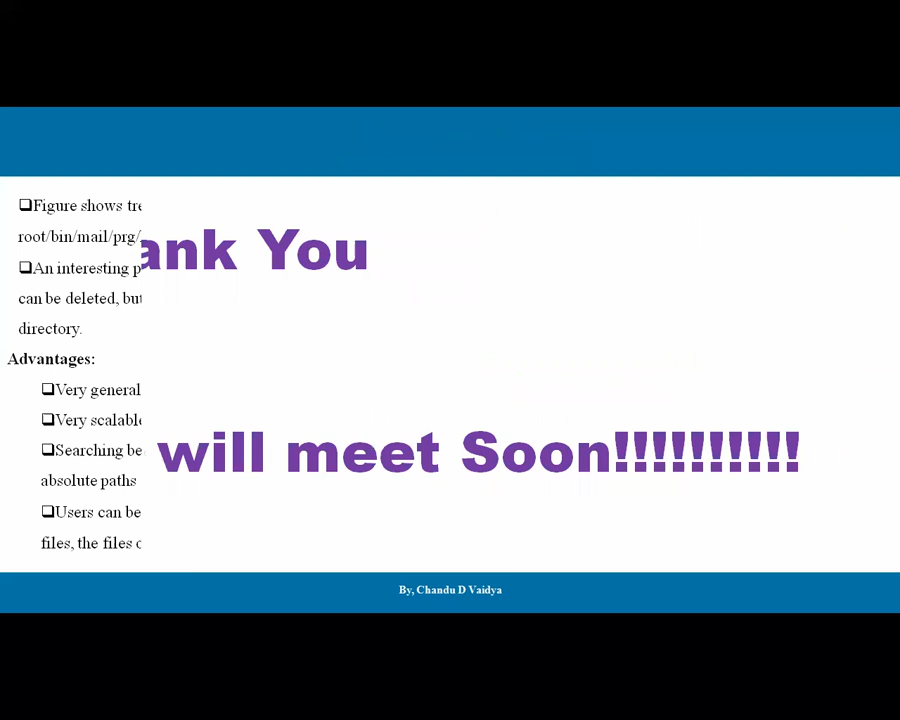 ❑Figure shows tre
root/bin/mail/prg/
ank You
❑An interesting p
can be deleted, but
directory.
Advantages:
❑Very general
❑Very scalable
❑Searching be
will meet Soon!!!!!!!!!!
absolute paths
❑Users can be
files, the files
By, Chandu D Vaidya